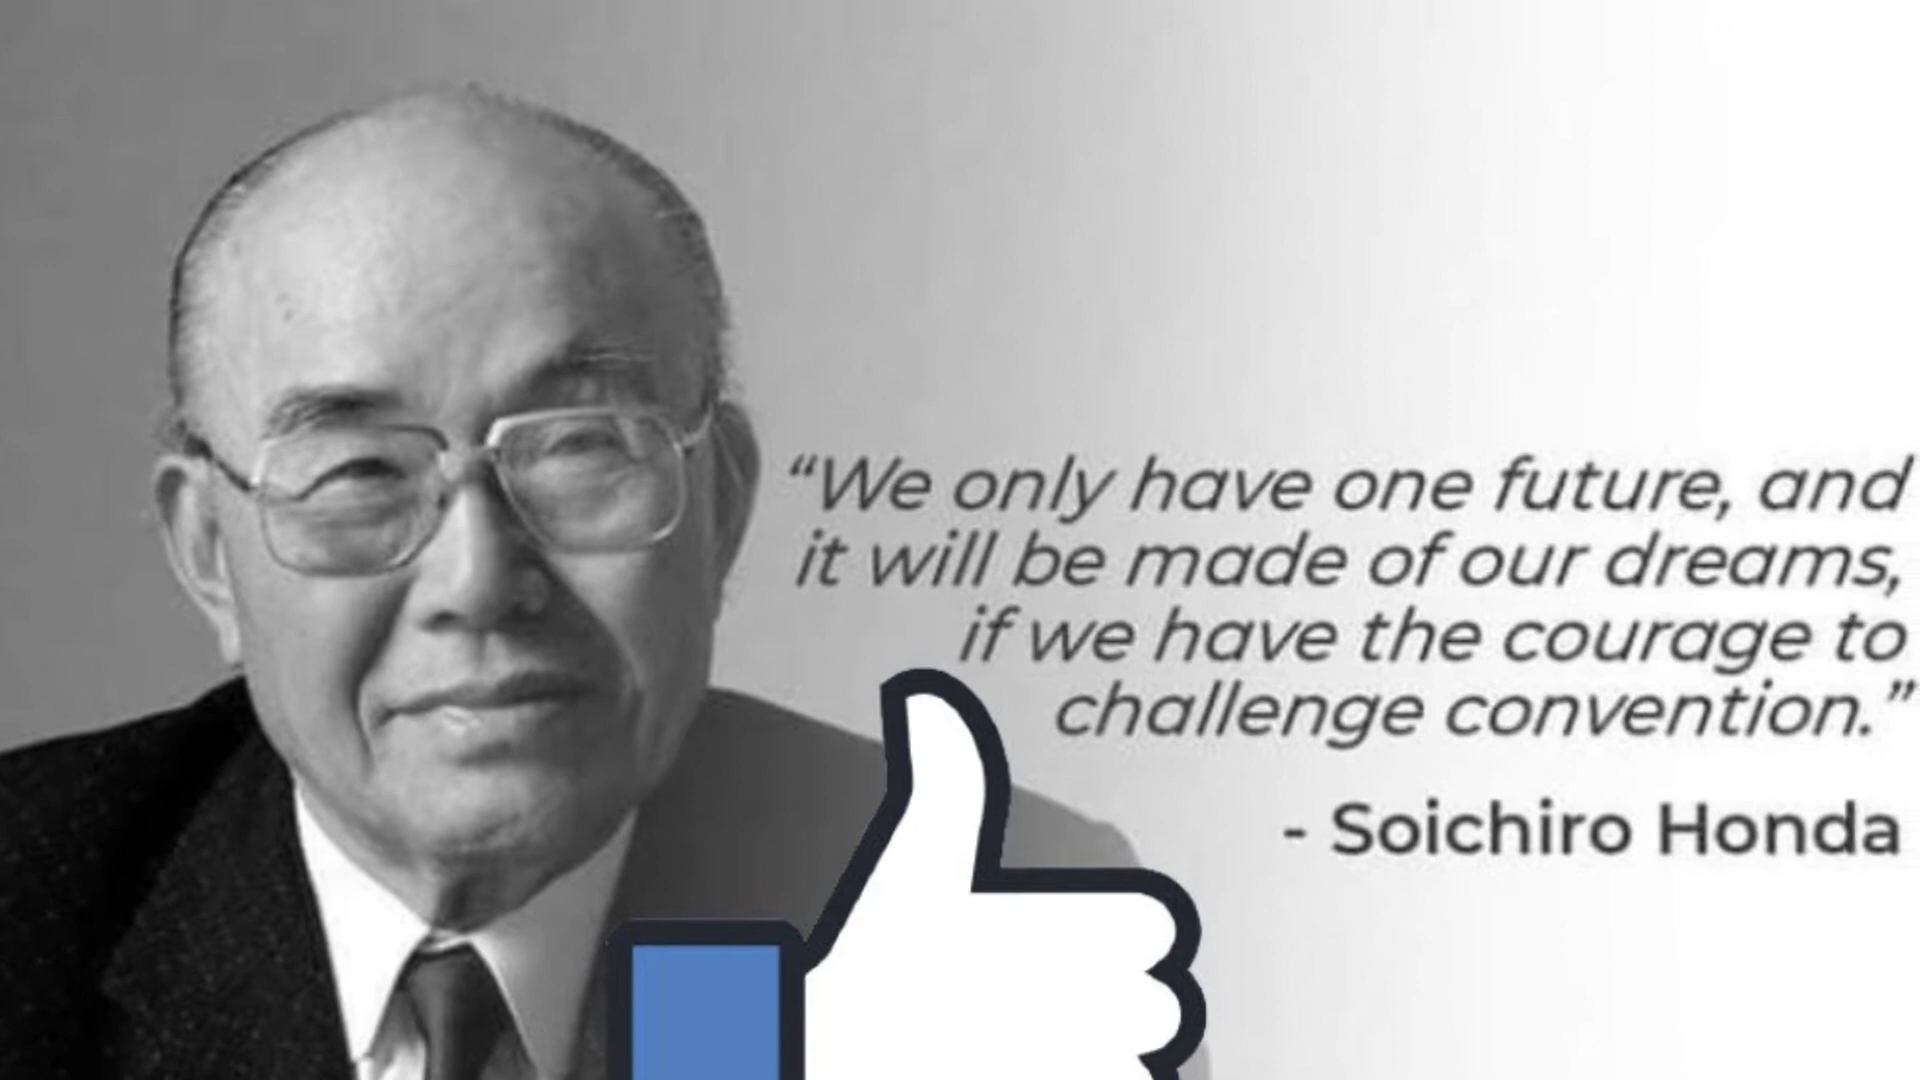 “We only have one future, and
it will be made of our dreams,
if we have the courage to
challenge convention.”
- Soichiro Honda